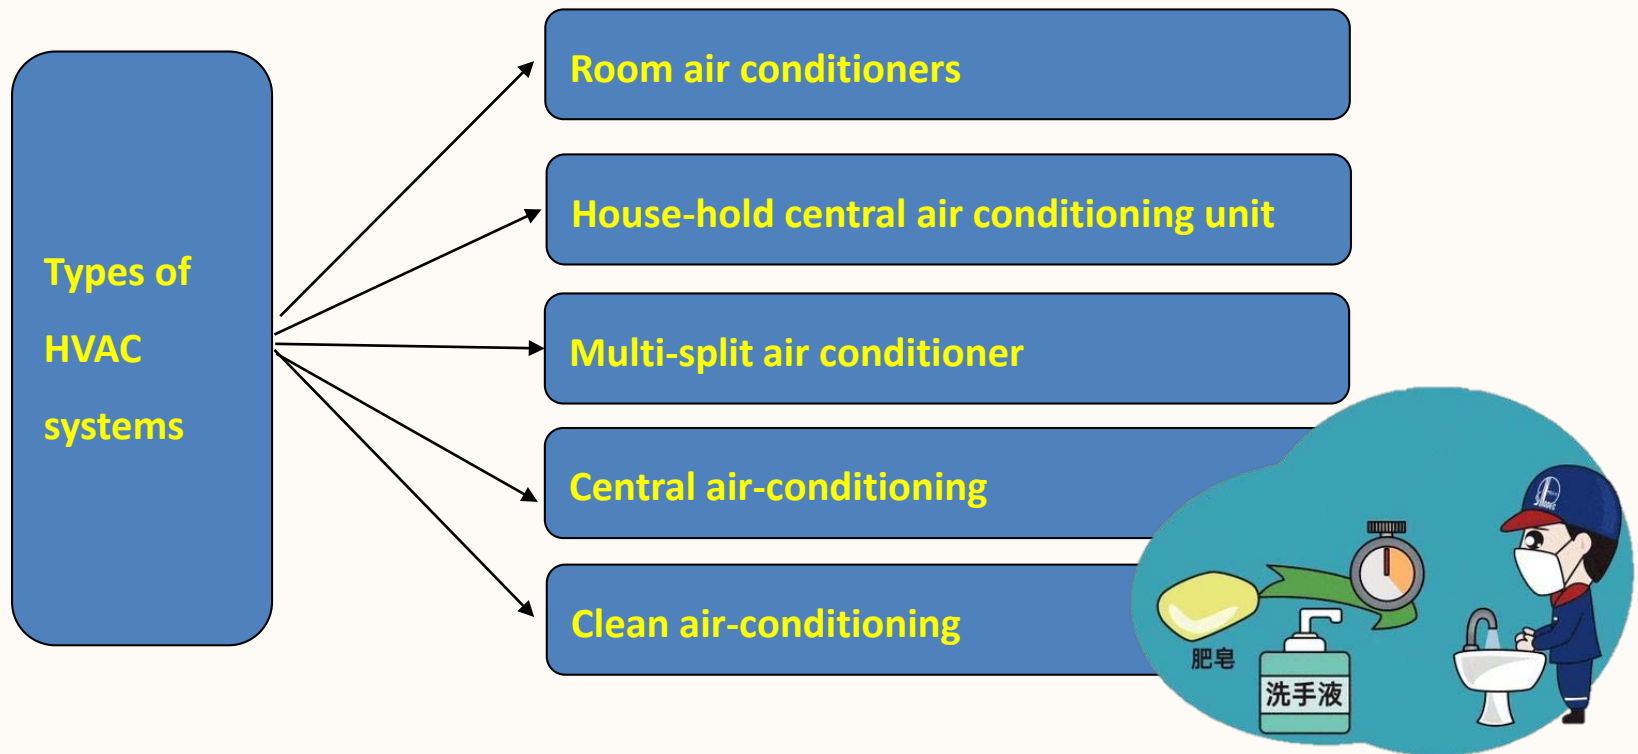 Types of
HVAC
systems
Room air conditioners
House-hold central air conditioning unit
Multi-split air conditioner
Central air-conditioning
Clean air-conditioning
肥皂
洗手液